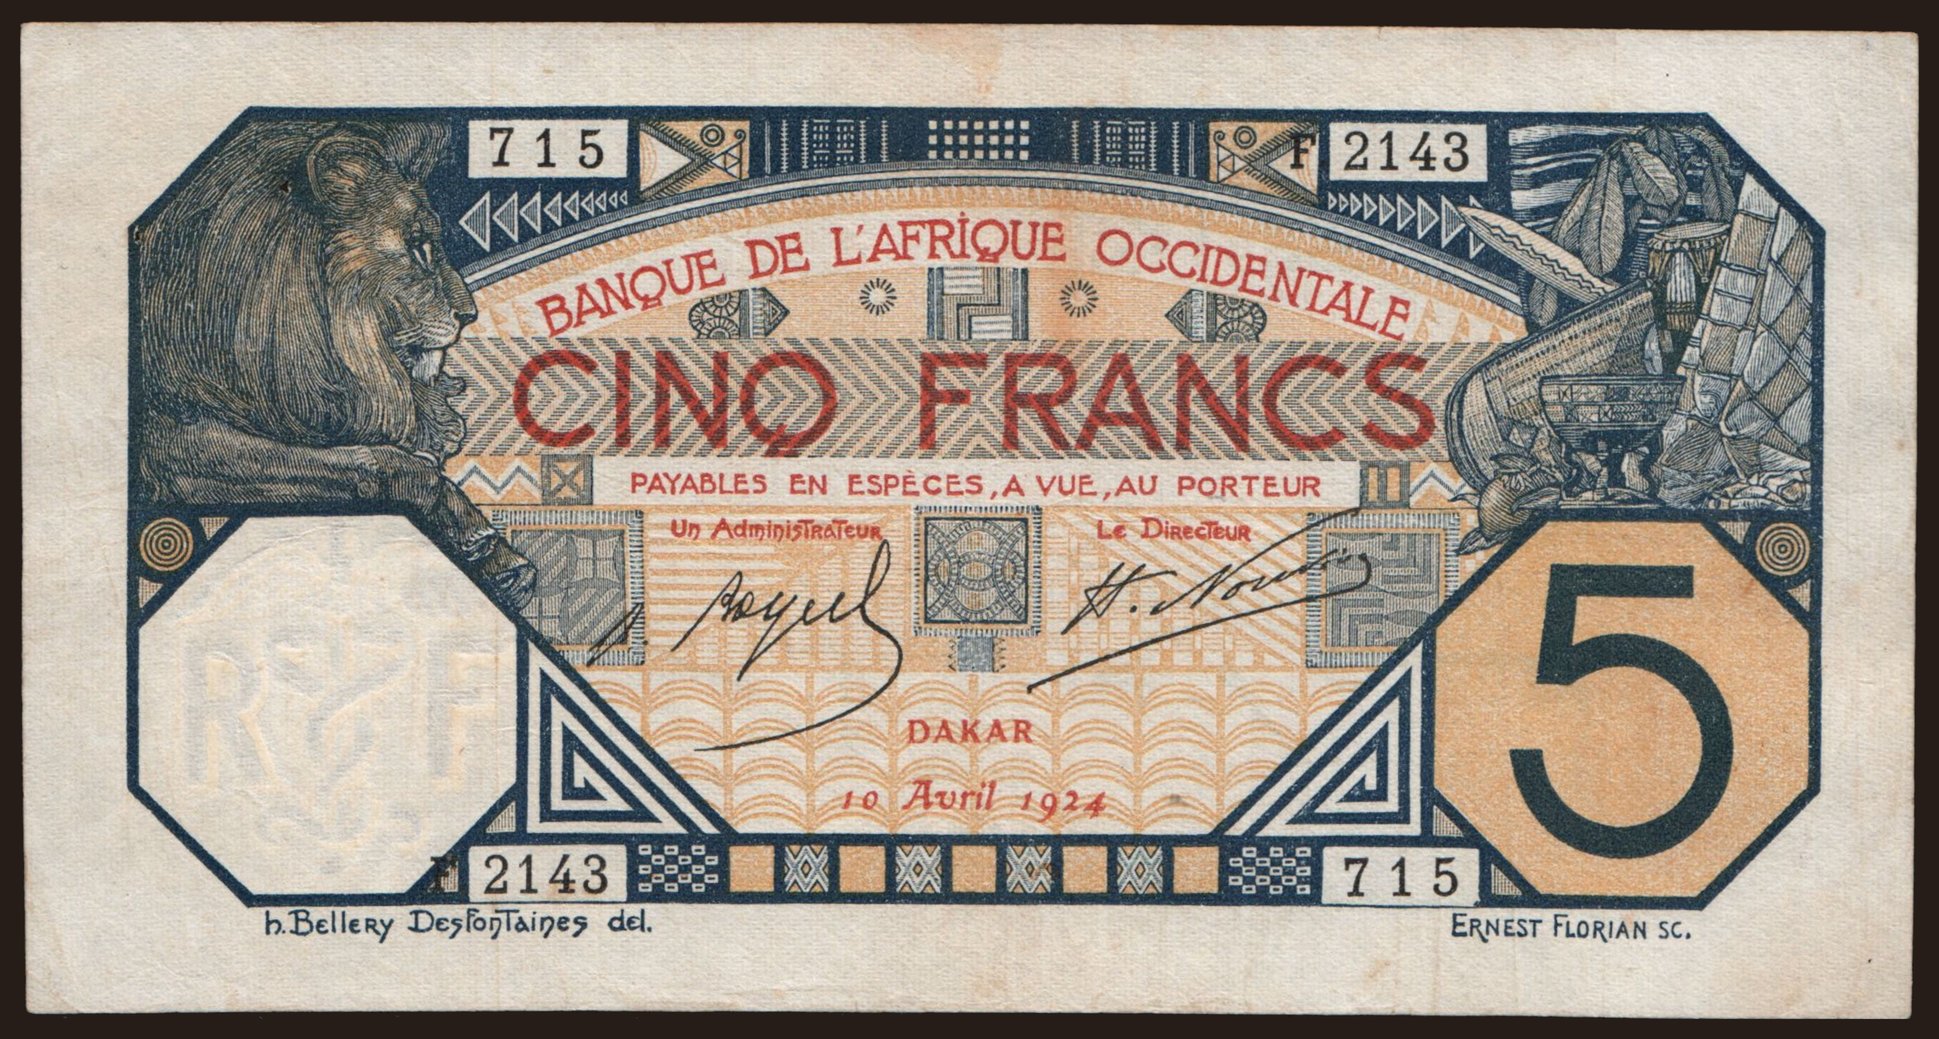 715
F 2143
BANQUE DE L'AFRIQUE OCCIDENTALE
CINQ FRANCS
PAYABLES EN ESPÈCES, A VUE, AU PORTEUR
Un Administrateur
Le Directeur
R F
5
DAKAR
10 Avril 1924
F 2143
715
h. Bellery Desfontaines del.
ERNEST FLORIAN SC.